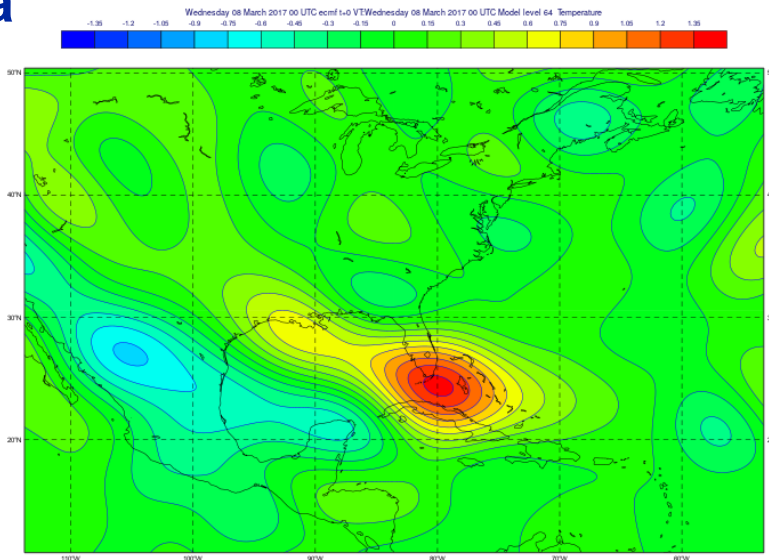 a
Wednesday 08 March 2017 00 UTC ecmf t+0 VT:Wednesday 08 March 2017 00 UTC Model level 64 Temperature
-1.35 -1.2 -1.05 -0.9 -0.75 -0.6 -0.45 -0.3 -0.15 0 0.15 0.3 0.45 0.6 0.75 0.9 1.05 1.2 1.35
50°N
40°N
30°N
20°N
110°W 100°W 90°W 80°W 70°W 60°W